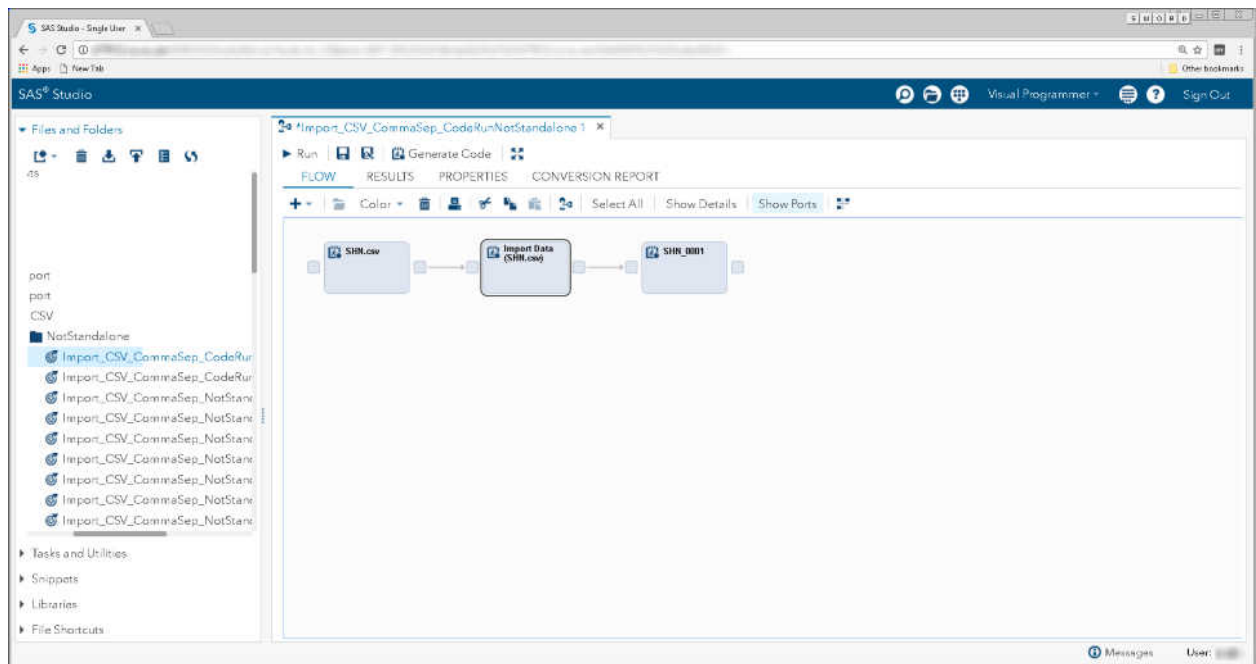 SAS Studio - Single User
S U O R B
Apps New Tab
Other bookmarks
SAS® Studio
Visual Programmer
Sign Out
Files and Folders
port
port
CSV
NotStandalone
Import_CSV_CommaSep_CodeRur
Import_CSV_CommaSep_CodeRur
Import_CSV_CommaSep_NotStan
Import_CSV_CommaSep_NotStan
Import_CSV_CommaSep_NotStan
Import_CSV_CommaSep_NotStan
Import_CSV_CommaSep_NotStan
Import_CSV_CommaSep_NotStan
Import_CSV_CommaSep_NotStan
Tasks and Utilities
Snippets
Libraries
File Shortcuts
*Import_CSV_CommaSep_CodeRunNotStandalone 1
Run Generate Code
FLOW RESULTS PROPERTIES CONVERSION REPORT
Color Select All Show Details Show Ports
SHN.csv
Import Data
(SHN.csv)
SHN_0001
Messages User: